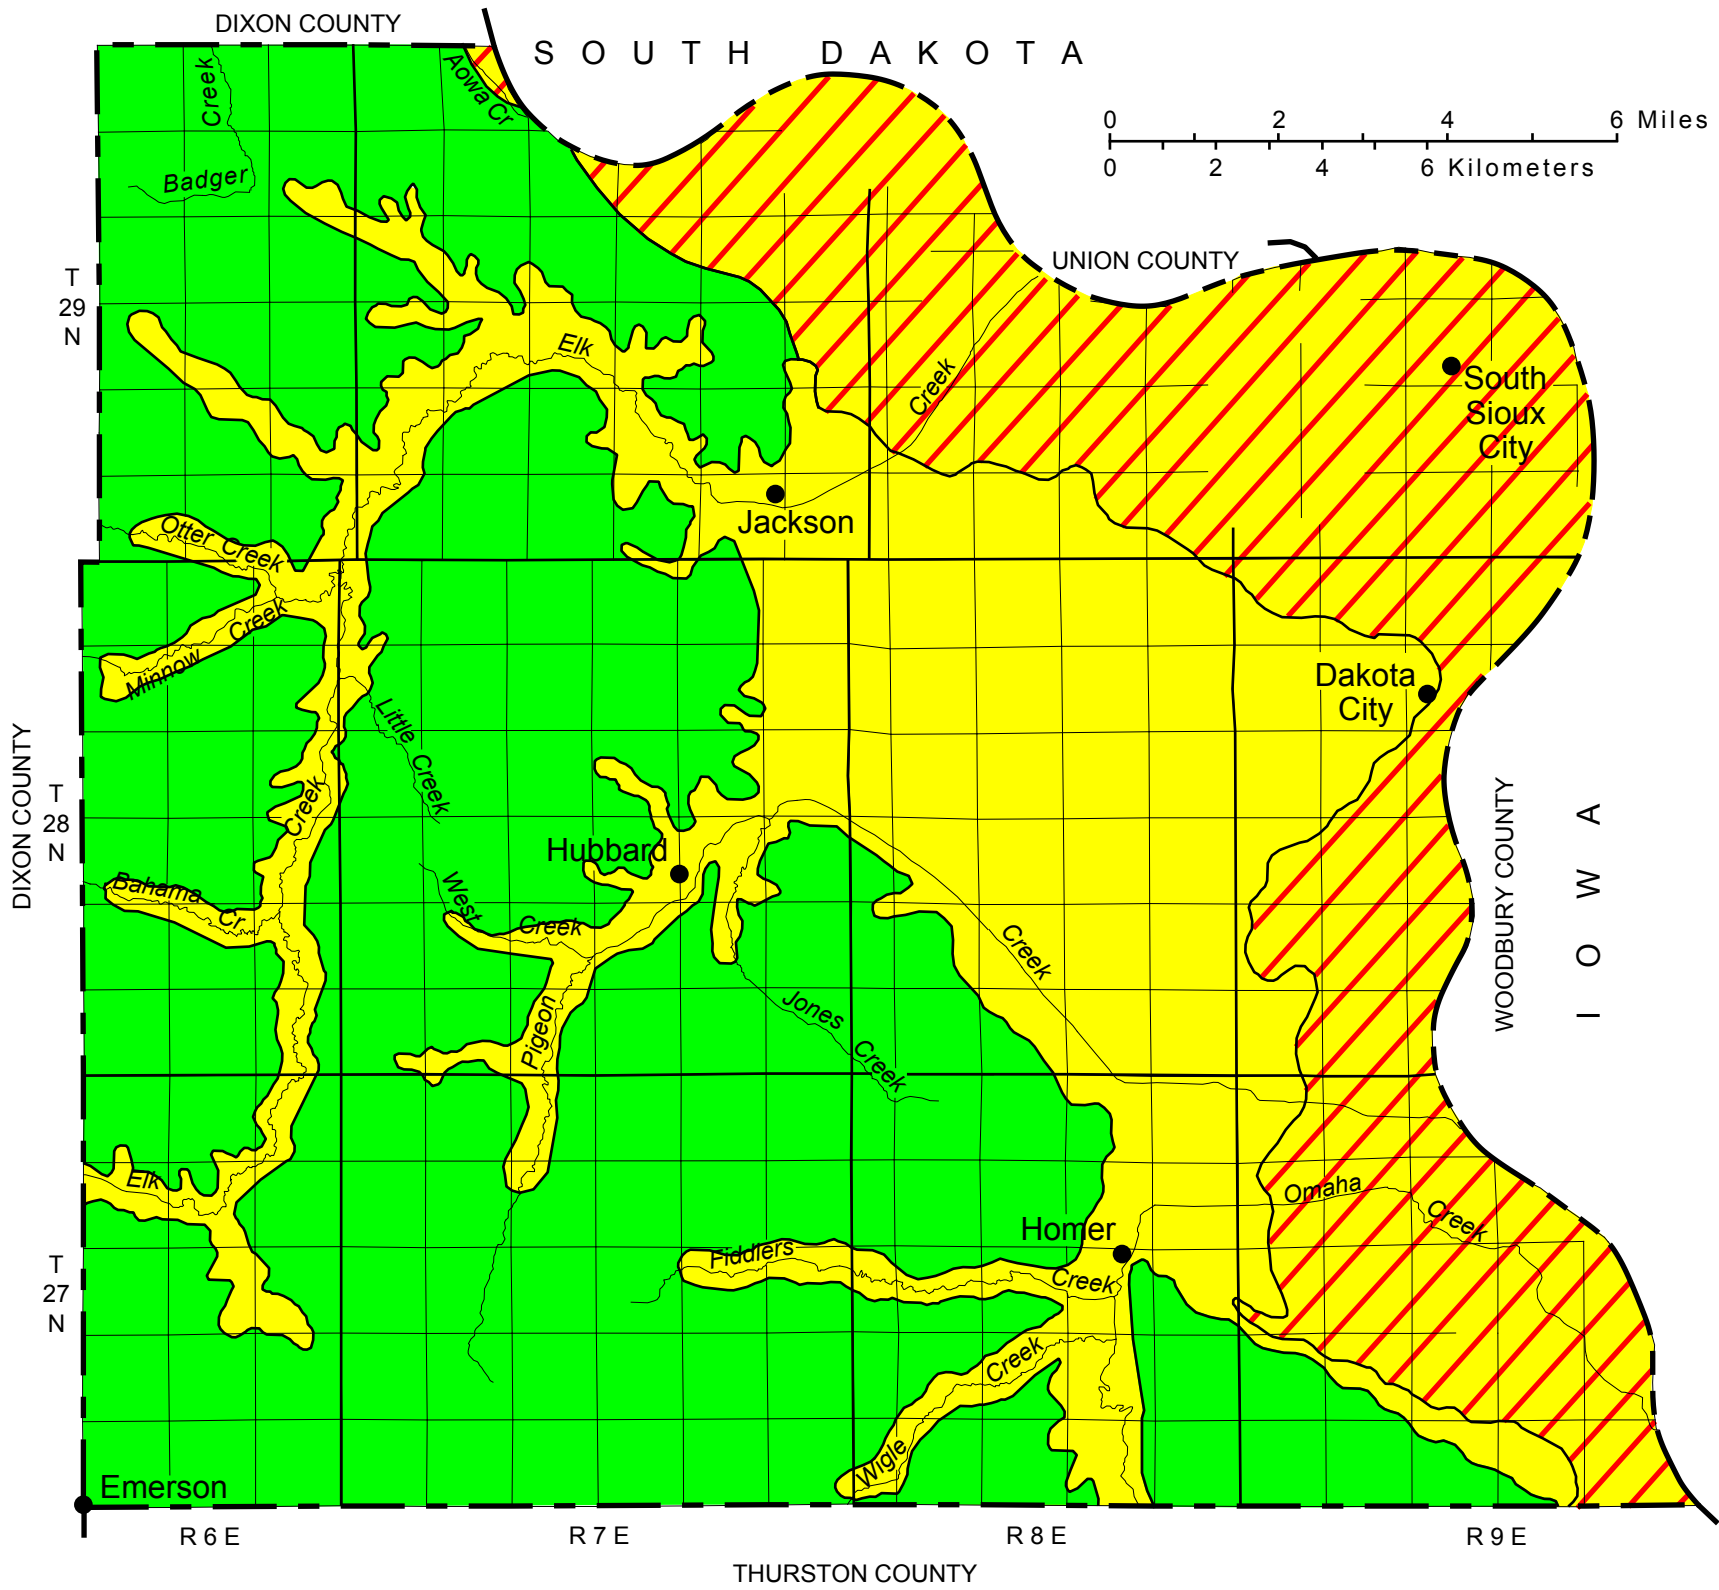 DIXON COUNTY
SOUTH DAKOTA
Aowa Cr
Creek
Badger
0 2 4 6 Miles
0 2 4 6 Kilometers
UNION COUNTY
T
29
N
Elk
Creek
South
Sioux
City
Jackson
Otter Creek
Minnow Creek
Dakota
City
Little Creek
DIXON COUNTY
T
28
N
Creek
Hubbard
WOODBURY COUNTY
IOWA
Bahama Cr
West
Creek
Creek
Pigeon
Jones
Creek
Elk
Omaha
Creek
Homer
Fiddlers
Creek
T
27
N
Creek
Wigle
Emerson
R 6 E
R 7 E
R 8 E
R 9 E
THURSTON COUNTY